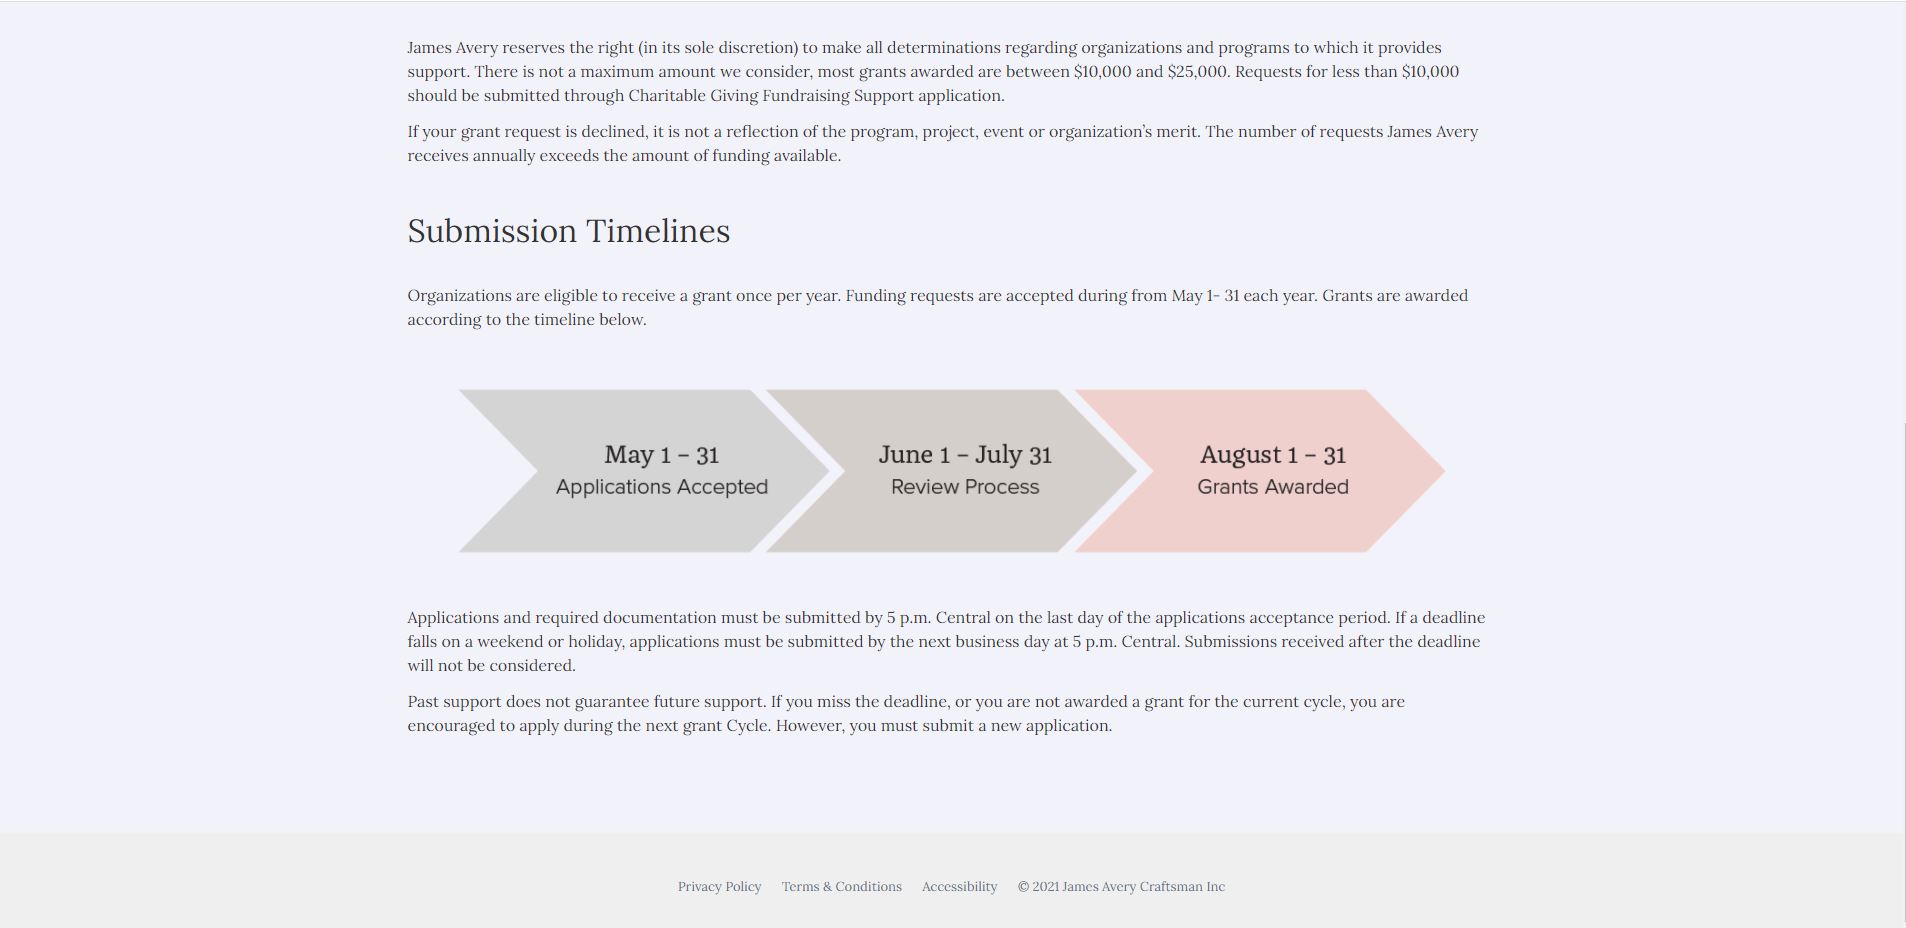 James Avery reserves the right (in its sole discretion) to make all determinations regarding organizations and programs to which it provides
support. There is not a maximum amount we consider, most grants awarded are between $10,000 and $25,000. Requests for less than $10,000
should be submitted through Charitable Giving Fundraising Support application.
If your grant request is declined, it is not a reflection of the program, project, event or organization’s merit. The number of requests James Avery
receives annually exceeds the amount of funding available.
Submission Timelines
Organizations are eligible to receive a grant once per year. Funding requests are accepted during from May 1- 31 each year. Grants are awarded
according to the timeline below.
May 1 – 31
Applications Accepted
June 1 – July 31
Review Process
August 1 – 31
Grants Awarded
Applications and required documentation must be submitted by 5 p.m. Central on the last day of the applications acceptance period. If a deadline
falls on a weekend or holiday, applications must be submitted by the next business day at 5 p.m. Central. Submissions received after the deadline
will not be considered.
Past support does not guarantee future support. If you miss the deadline, or you are not awarded a grant for the current cycle, you are
encouraged to apply during the next grant Cycle. However, you must submit a new application.
Privacy Policy Terms & Conditions Accessibility © 2021 James Avery Craftsman Inc